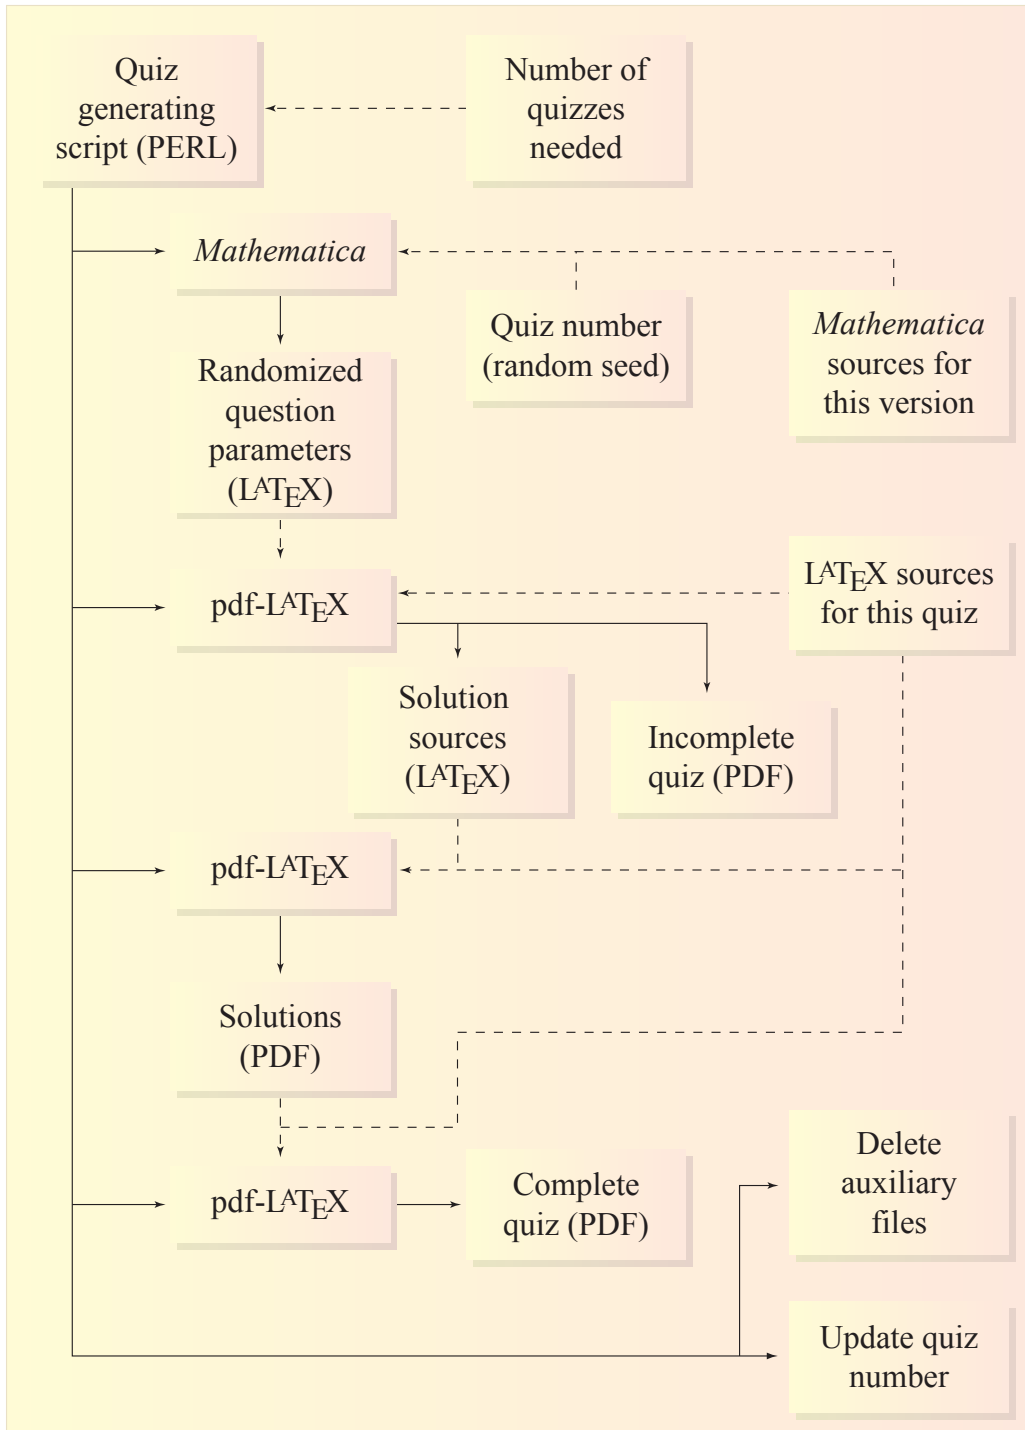 Quiz
generating
script (PERL)
Number of
quizzes
needed
Mathematica
Quiz number
(random seed)
Mathematica
sources for
this version
Randomized
question
parameters
(LATEX)
pdf-LATEX
LATEX sources
for this quiz
Solution
sources
(LATEX)
Incomplete
quiz (PDF)
pdf-LATEX
Solutions
(PDF)
pdf-LATEX
Complete
quiz (PDF)
Delete
auxiliary
files
Update quiz
number